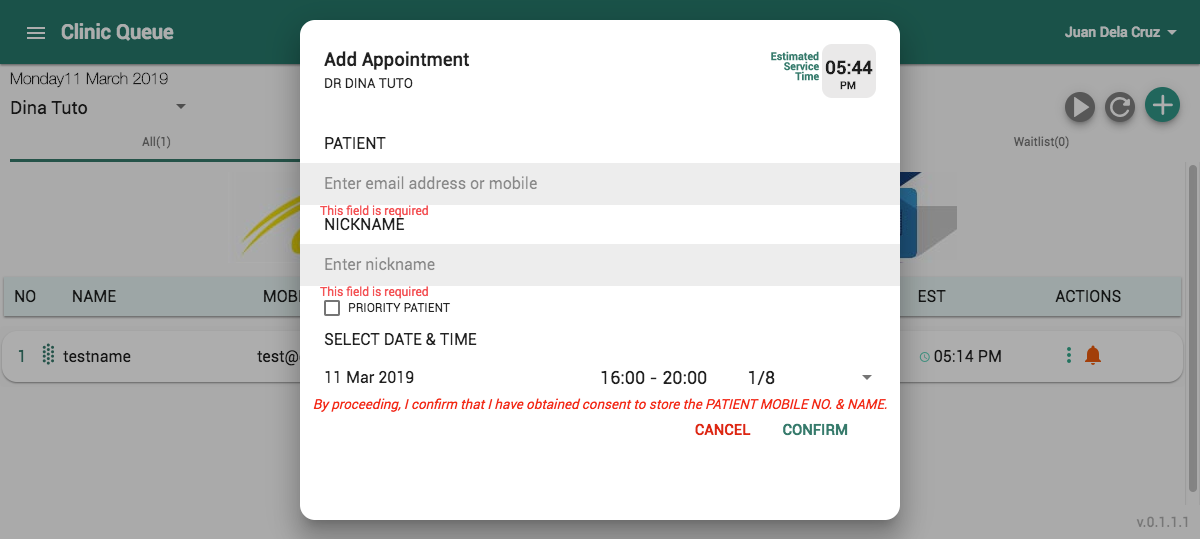 Clinic Queue
Juan Dela Cruz
Monday11 March 2019
Dina Tuto
All(1)
Waitlist(0)
Add Appointment
DR DINA TUTO
Estimated
Service
Time
05:44
PM
PATIENT
Enter email address or mobile
This field is required
NICKNAME
Enter nickname
This field is required
PRIORITY PATIENT
SELECT DATE & TIME
11 Mar 2019 16:00 - 20:00 1/8
By proceeding, I confirm that I have obtained consent to store the PATIENT MOBILE NO. & NAME.
CANCEL CONFIRM
NO NAME MOBI EST ACTIONS
1 testname test@ 05:14 PM
v.0.1.1.1